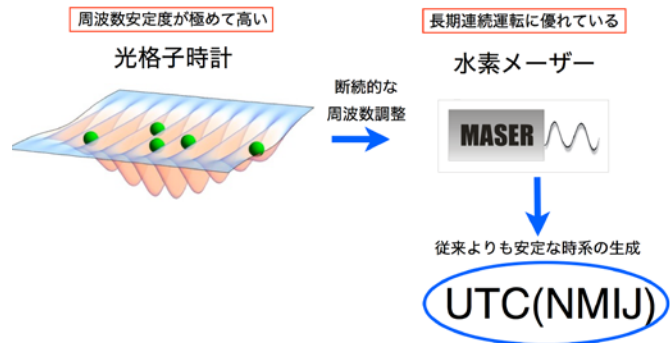 周波数安定度が極めて高い
光格子時計
長期連続運転に優れている
水素メーザー
断続的な
周波数調整
MASER
従来よりも安定な時系の生成
UTC(NMIJ)